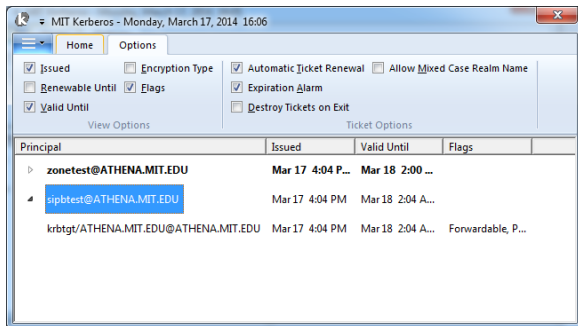 MIT Kerberos - Monday, March 17, 2014 16:06
Home Options
Issued Encryption Type Automatic Ticket Renewal Allow Mixed Case Realm Name
Renewable Until Flags Expiration Alarm
Valid Until Destroy Tickets on Exit
View Options Ticket Options
Principal Issued Valid Until Flags
zonetest@ATHENA.MIT.EDU Mar 17 4:04 P... Mar 18 2:00 ...
sipbtest@ATHENA.MIT.EDU Mar 17 4:04 PM Mar 18 2:04 A...
krbtgt/ATHENA.MIT.EDU@ATHENA.MIT.EDU Mar 17 4:04 PM Mar 18 2:04 A... Forwardable, P...